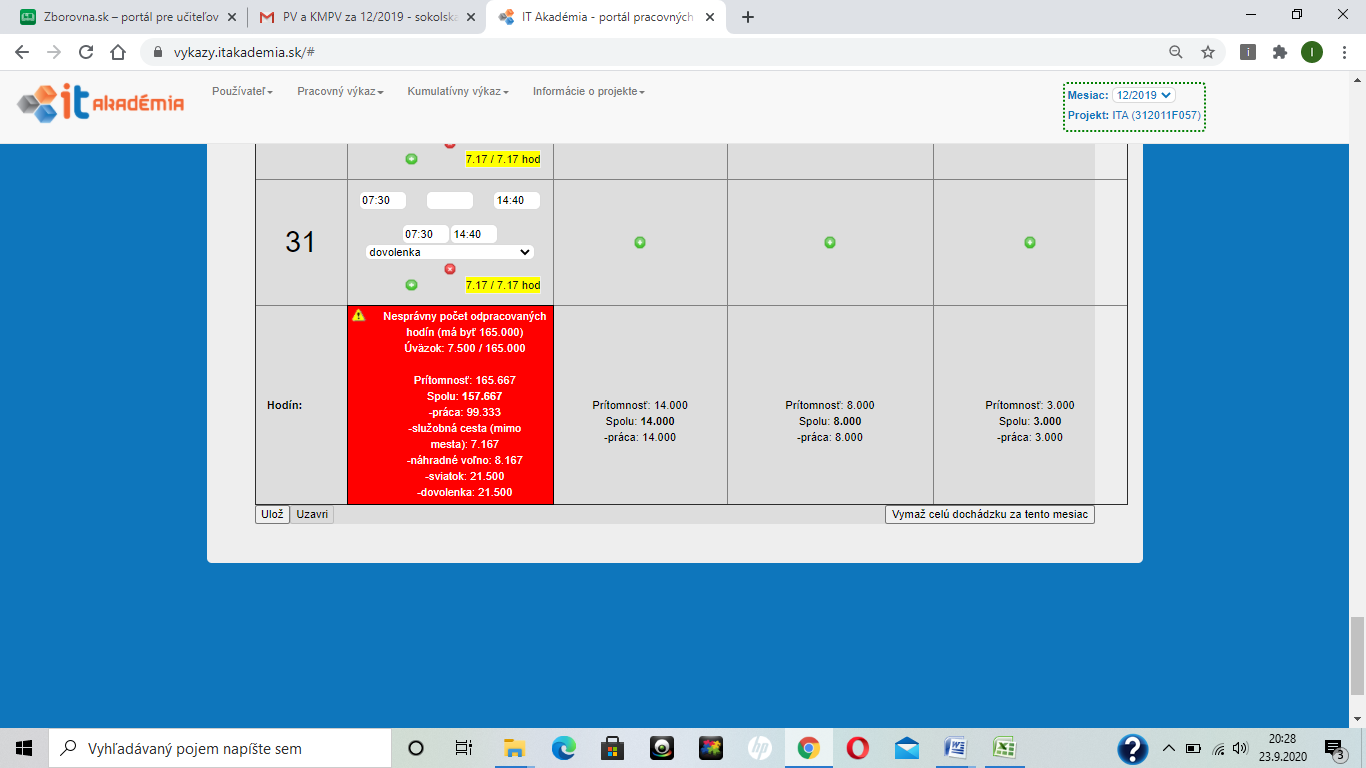 Zborovna.sk – portál pre učiteľov
PV a KMPV za 12/2019 - sokolska
IT Akadémia - portál pracovných
vykazy.itakademia.sk/#
it akadémia
Používateľ
Pracovný výkaz
Kumulatívny výkaz
Informácie o projekte
Mesiac: 12/2019
Projekt: ITA (312011F057)
7.17 / 7.17 hod
31
07:30 14:40
07:30 14:40
dovolenka
7.17 / 7.17 hod
Hodín:
Nesprávny počet odpracovaných
hodín (má byť 165.000)
Úväzok: 7.500 / 165.000
Prítomnosť: 165.667
Spolu: 157.667
-práca: 99.333
-služobná cesta (mimo
mesta): 7.167
-náhradné voľno: 8.167
-sviatok: 21.500
-dovolenka: 21.500
Prítomnosť: 14.000
Spolu: 14.000
-práca: 14.000
Prítomnosť: 8.000
Spolu: 8.000
-práca: 8.000
Prítomnosť: 3.000
Spolu: 3.000
-práca: 3.000
Ulož
Uzavri
Vymaž celú dochádzku za tento mesiac
Vyhľadávaný pojem napíšte sem
20:28
23.9.2020
3